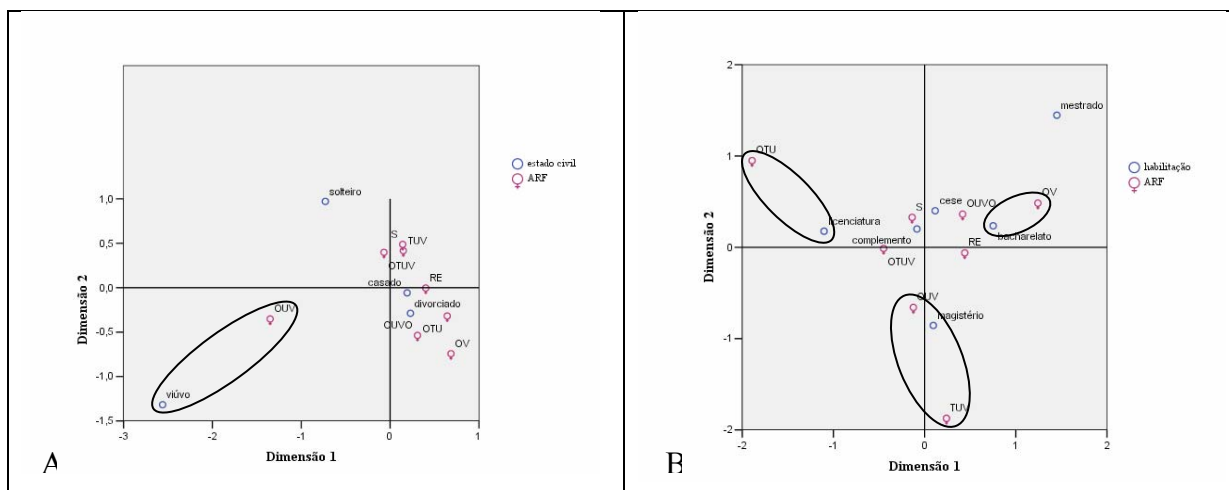 solteiro
S
TUV
OTUV
casado
RE
divorciado
OUV
OUVO
OTU
OV
viúvo
1,0
0,5
0,0
-0,5
-1,0
-1,5
-3
-2
-1
0
1
Dimensão 2
Dimensão 1
estado civil
ARF
A
mestrado
OTU
OV
S
cese
OUVO
licenciatura
bacharelato
complemento
RE
OTUV
OUV
magistério
TUV
2
1
0
-1
-2
-2
-1
0
1
2
Dimensão 2
Dimensão 1
habilitação
ARF
B